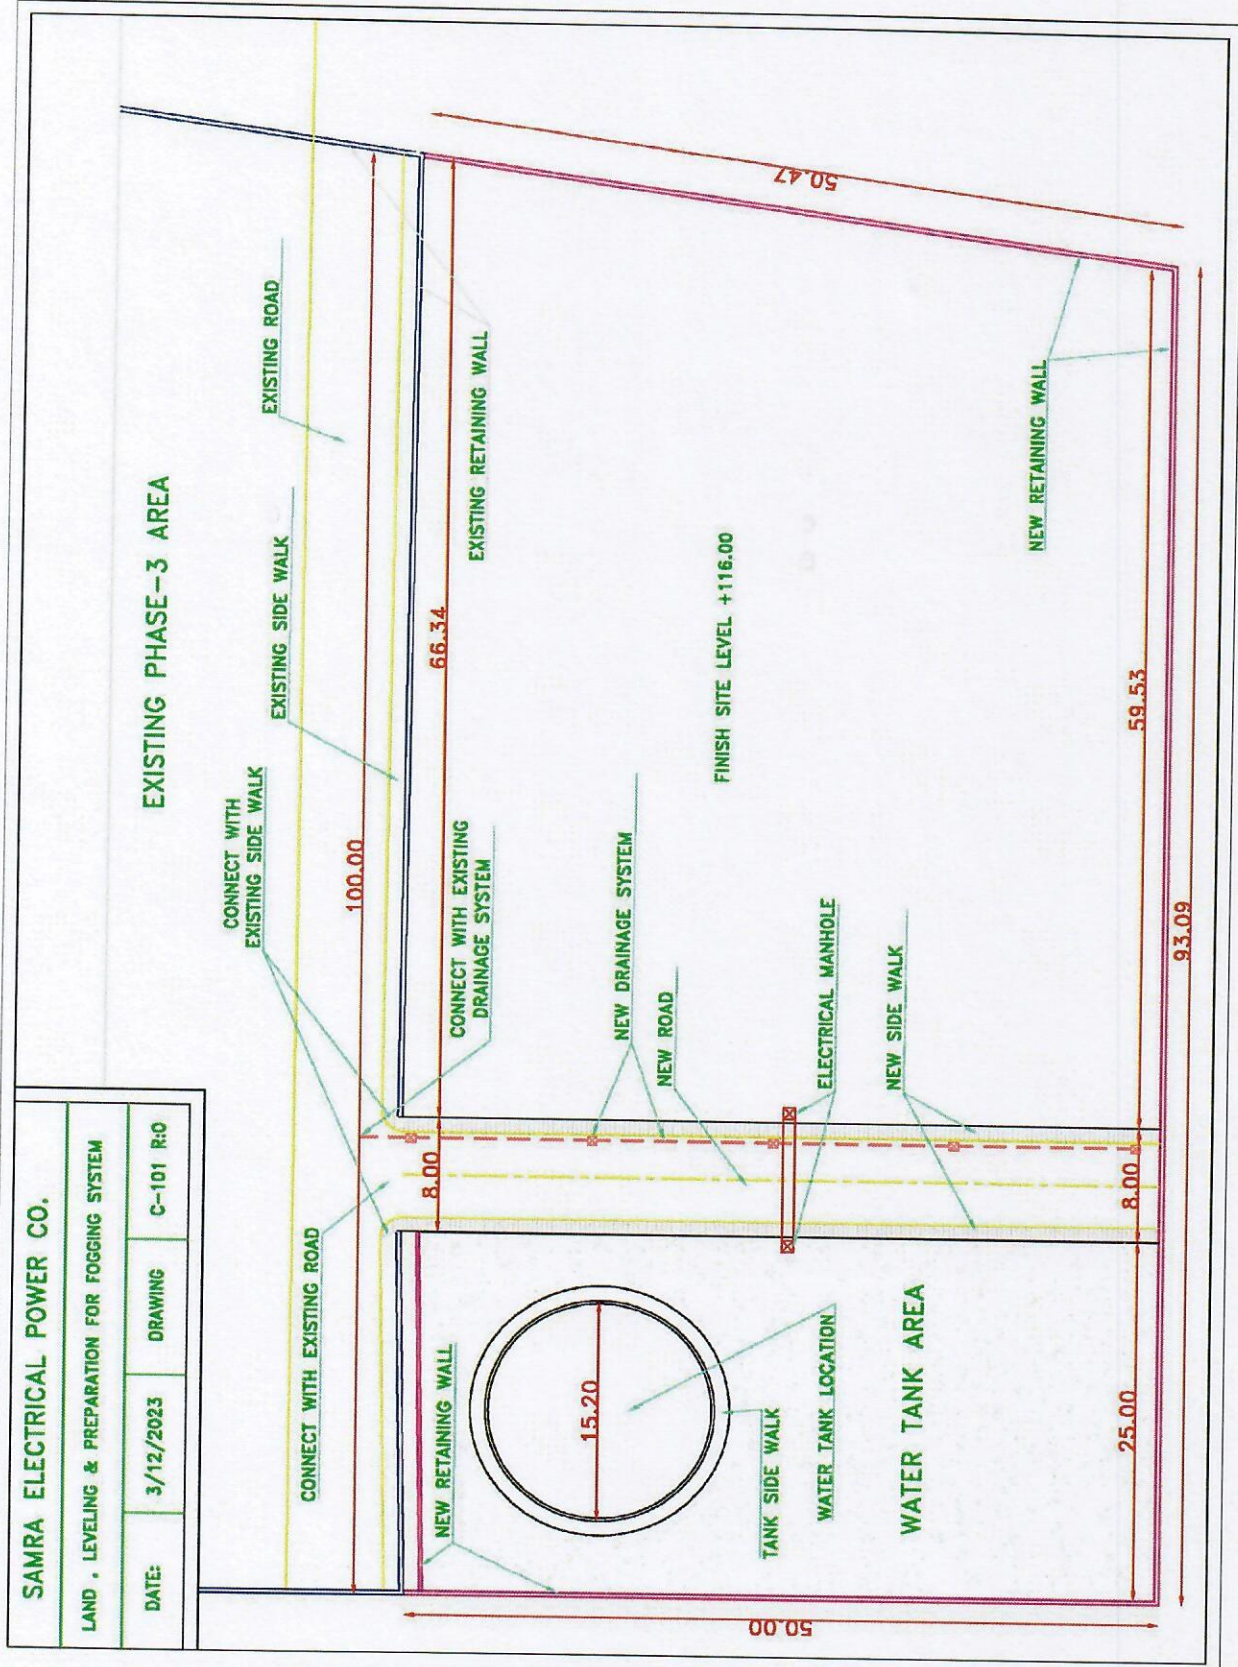 SAMRA ELECTRICAL POWER CO.
LAND , LEVELING & PREPARATION FOR FOGGING SYSTEM
DATE: 3/12/2023 DRAWING C-101 R:0
EXISTING PHASE-3 AREA
CONNECT WITH
EXISTING SIDE WALK
EXISTING SIDE WALK
EXISTING ROAD
CONNECT WITH EXISTING ROAD
100.00
8.00
66.34
NEW RETAINING WALL
CONNECT WITH EXISTING
DRAINAGE SYSTEM
EXISTING RETAINING WALL
15.20
NEW DRAINAGE SYSTEM
NEW ROAD
FINISH SITE LEVEL +116.00
50.00
50.47
TANK SIDE WALK
WATER TANK LOCATION
ELECTRICAL MANHOLE
WATER TANK AREA
NEW SIDE WALK
NEW RETAINING WALL
25.00
8.00
59.53
93.09